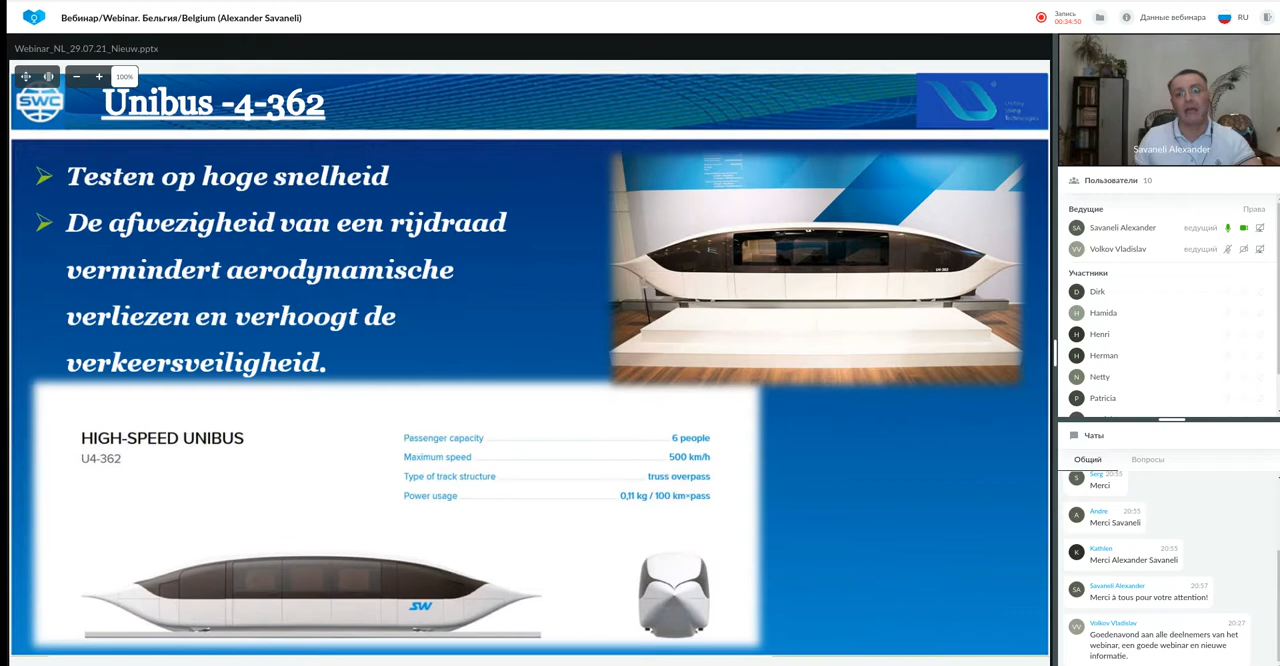 Вебинар/Webinar. Бельгия/Belgium (Alexander Savaneli)
Запись
00:34:50
Данные вебинара
RU
Webinar_NL_29.07.21_Nieuw.pptx
100%
SWC
Unibus -4-362
Unitsky
String
Technologies
Testen op hoge snelheid
De afwezigheid van een rijdraad
vermindert aerodynamische
verliezen en verhoogt de
verkeersveiligheid.
U4-362
HIGH-SPEED UNIBUS
U4-362
Passenger capacity 6 people
Maximum speed 500 km/h
Type of track structure truss overpass
Power usage 0,11 kg / 100 km×pass
SW
Savaneli Alexander
Пользователи 10
Ведущие Права
SA Savaneli Alexander ведущий
VV Volkov Vladislav ведущий
Участники
D Dirk
H Hamida
H Henri
H Herman
N Netty
P Patricia
Чаты
Общий Вопросы
S Serg 20:55
Merci
A Andre 20:55
Merci Savaneli
K Kathlen 20:55
Merci Alexander Savaneli
SA Savaneli Alexander 20:57
Merci à tous pour votre attention!
VV Volkov Vladislav 20:27
Goedenavond aan alle deelnemers van het
webinar, een goede webinar en nieuwe
informatie.